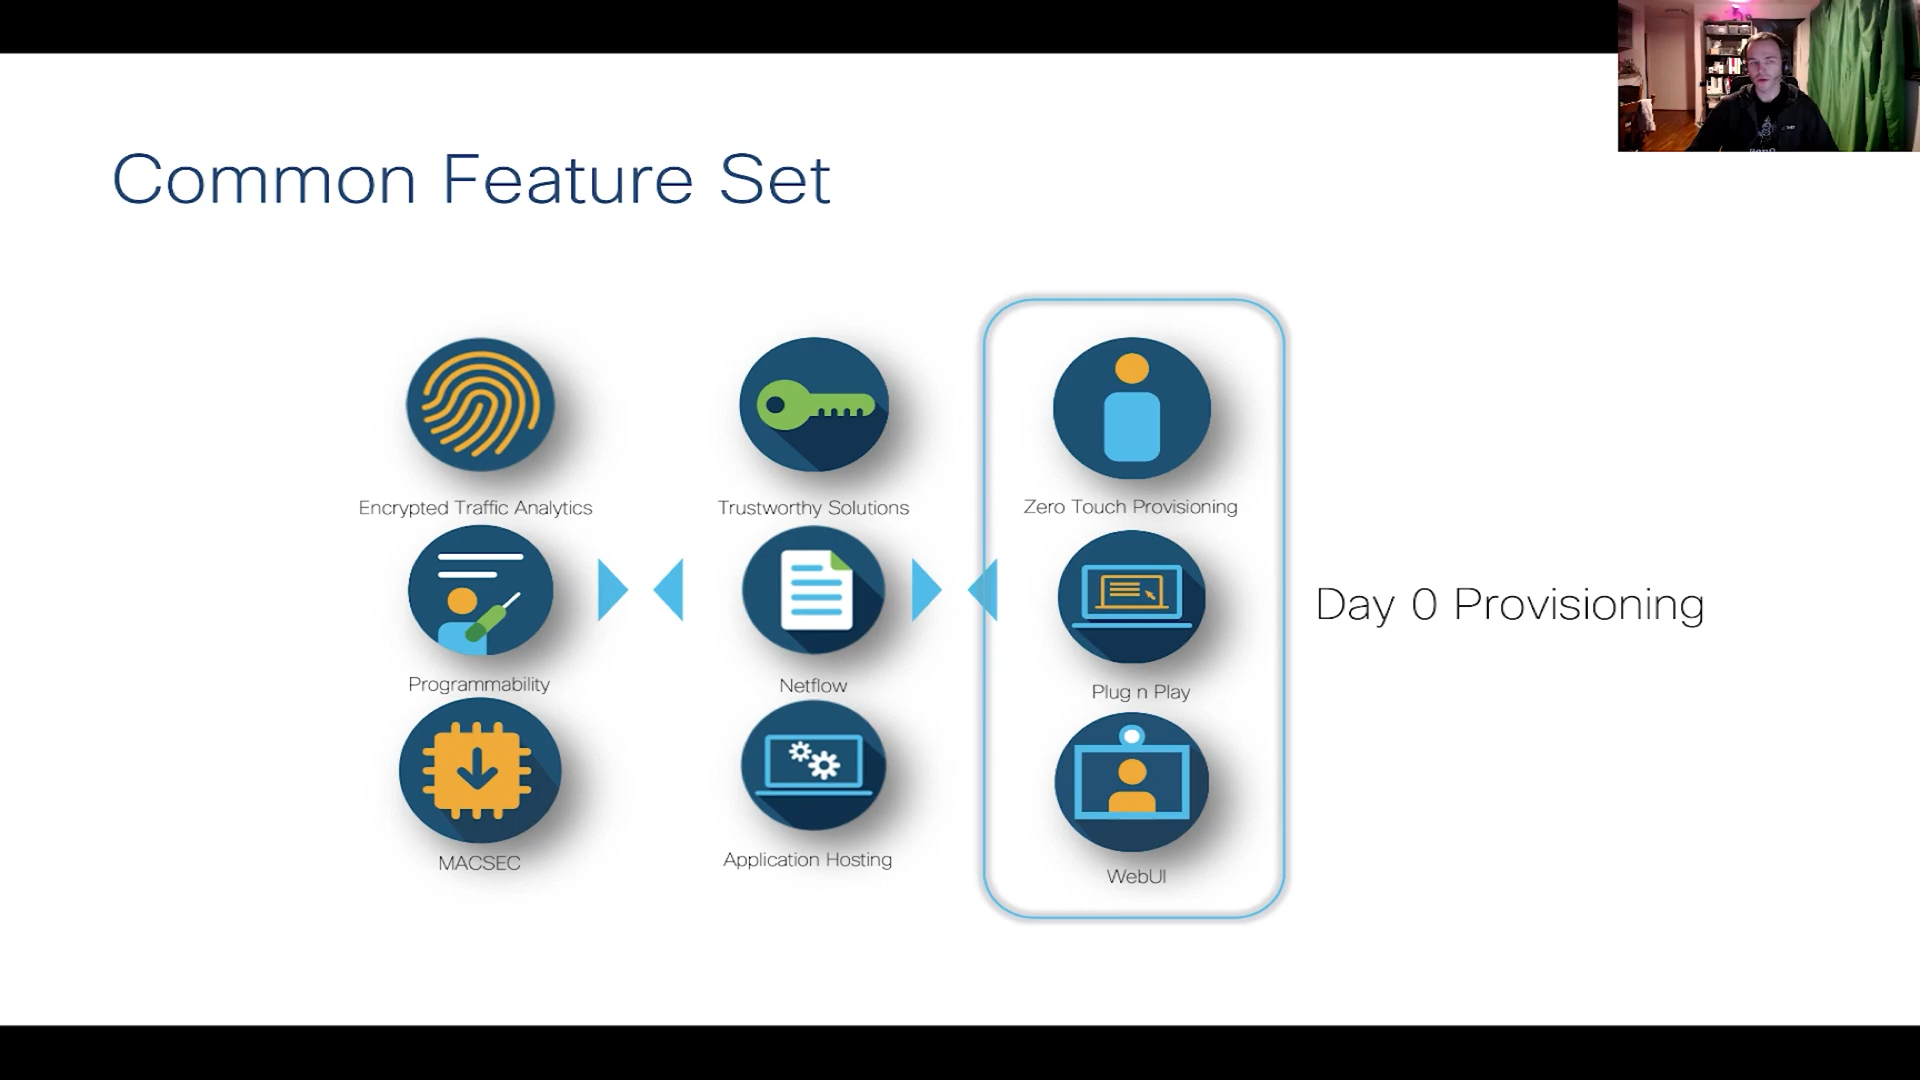 Common Feature Set
Encrypted Traffic Analytics
Trustworthy Solutions
Zero Touch Provisioning
Programmability
Netflow
Plug n Play
Day 0 Provisioning
MACSEC
Application Hosting
WebUI